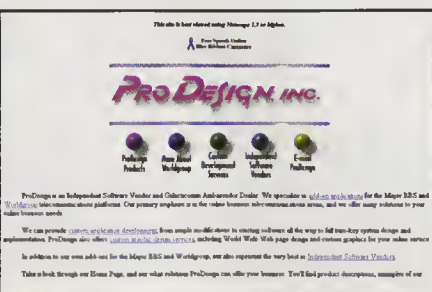 This site is best viewed using Netscape 1.1 or higher.
Free Speech Online
Blue Ribbon Campaign
PRODESIGN INC.
ProDesign Products
More About Worldgroup
Custom Development Services
Independent Software Vendors
E-mail ProDesign
ProDesign is an Independent Software Vendor and Galacticomm Ambassador Dealer. We specialize in add-on applications for the Major BBS and
Worldgroup telecommunications platforms. Our primary emphasis is in the online business telecommunications arena, and we offer many solutions to your
online business needs.
We can provide custom application development, from simple modifications to existing software all the way to full turn-key system design and
implementation. ProDesign also offers design services, including World Wide Web page design and custom graphics for your online service
In addition to our own add-ons for the Major BBS and Worldgroup, we also represent the very best in Independent Software Vendors.
Take a look through our Home Page, and see what solutions ProDesign can offer your business. You'll find product descriptions, examples of our